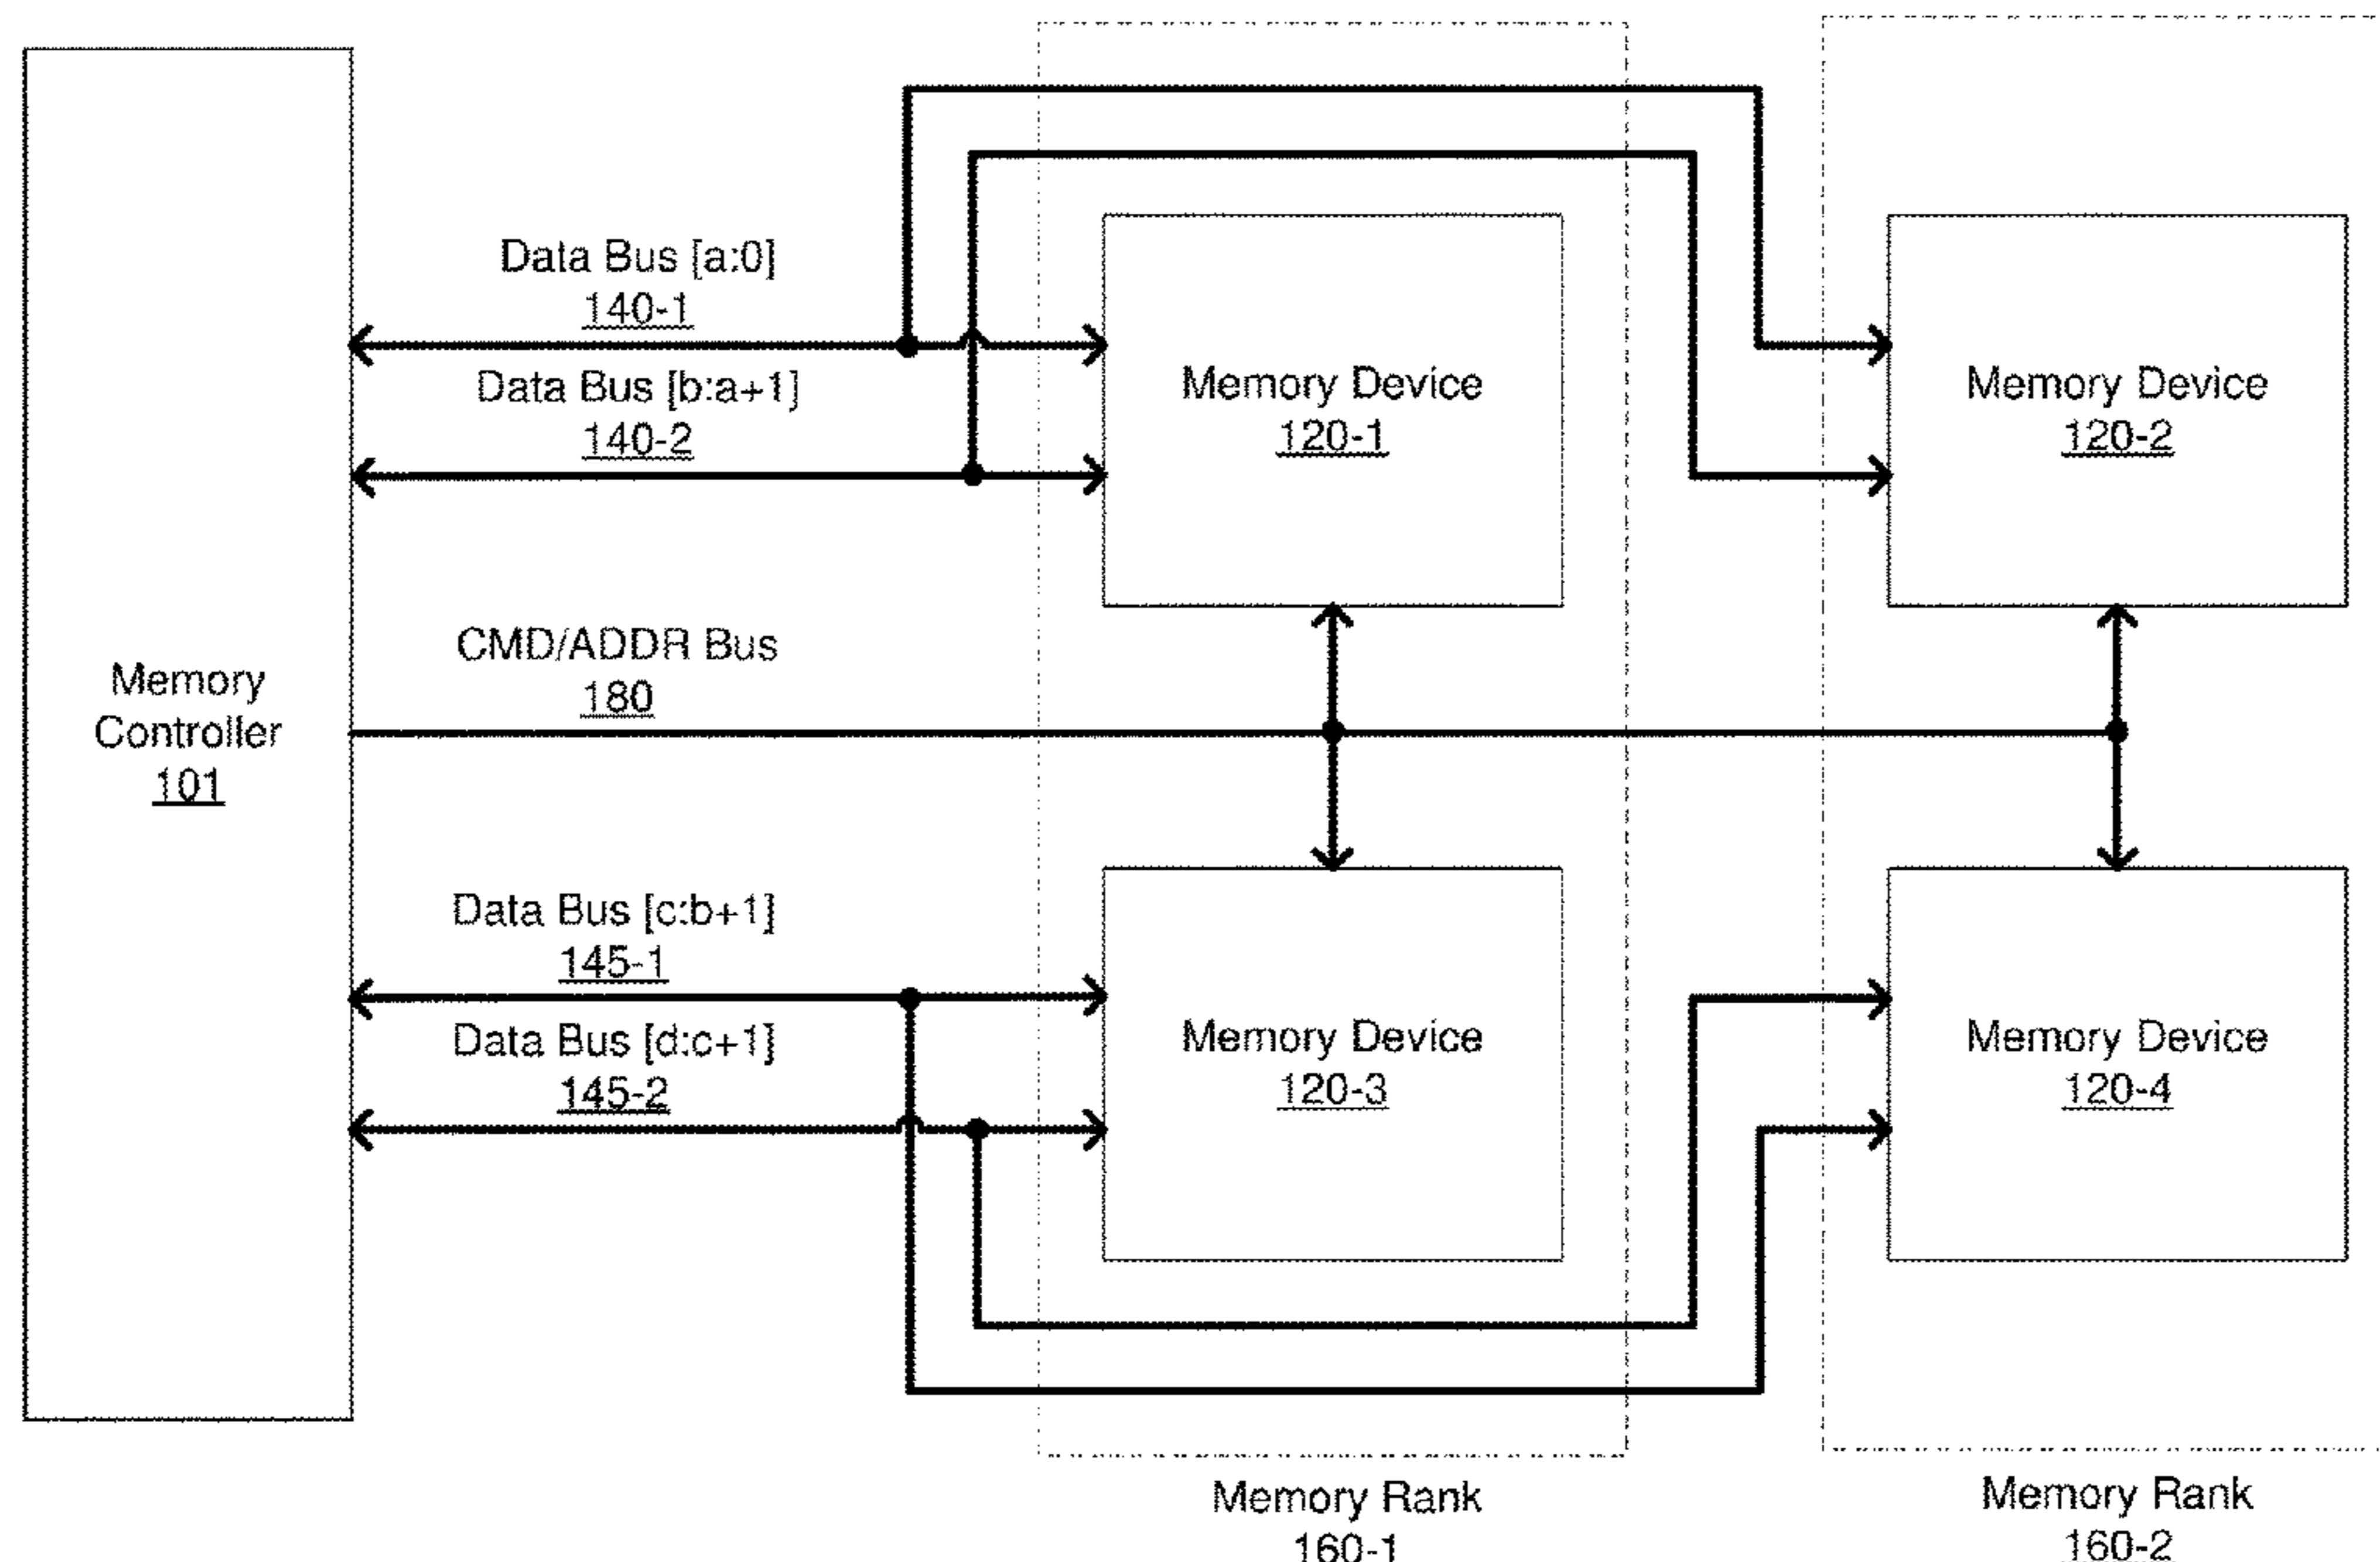 Data Bus [a:0]
140-1
Data Bus [b:a+1]
140-2
Memory Device
120-1
Memory Device
120-2
CMD/ADDR Bus
180
Memory
Controller
101
Data Bus [c:b+1]
145-1
Data Bus [d:c+1]
145-2
Memory Device
120-3
Memory Device
120-4
Memory Rank
160-1
Memory Rank
160-2